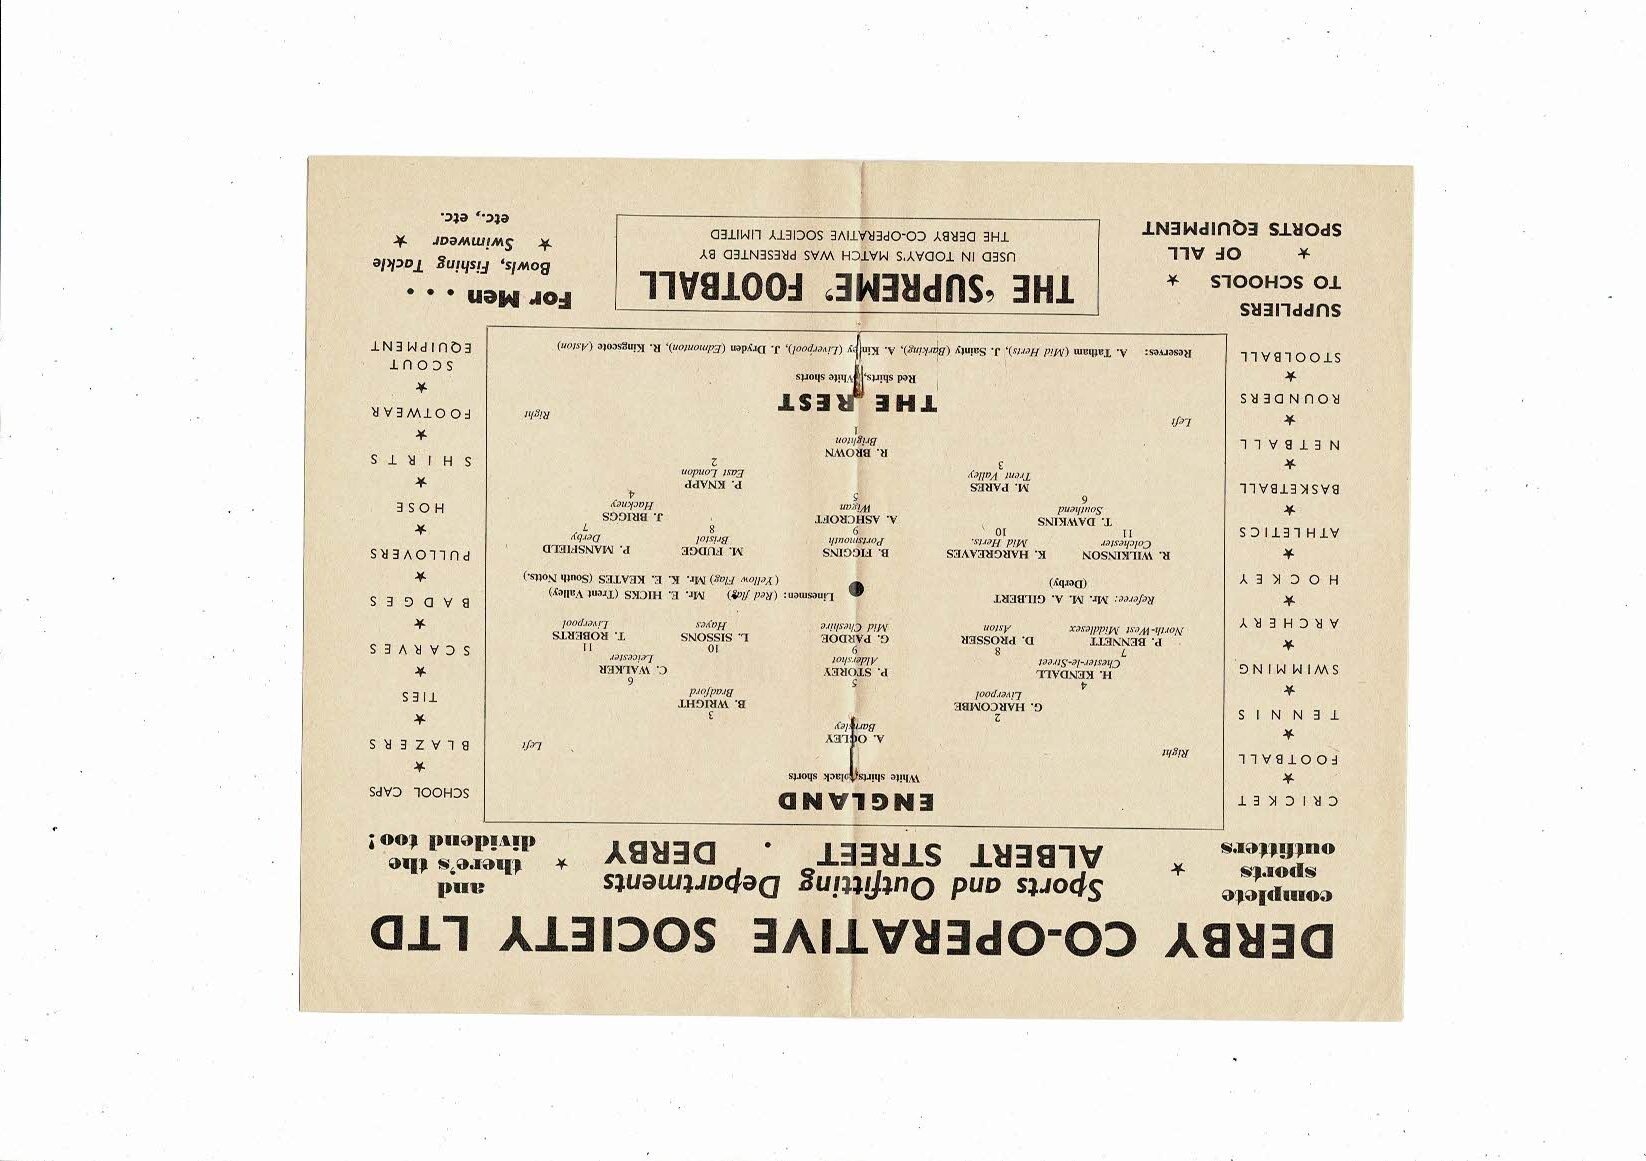 DERBY CO-OPERATIVE SOCIETY LTD
complete
sports ★
outfitters
Sports and Outfitting Departments
ALBERT STREET . DERBY
and
★ there's the
dividend too!
CRICKET
★
FOOTBALL
★
TENNIS
★
SWIMMING
★
ARCHERY
★
HOCKEY
★
ATHLETICS
★
BASKETBALL
★
NETBALL
★
ROUNDERS
★
STOOLBALL
ENGLAND
White shirts, black shorts
Right Left
A. OGLEY
Barnsley
2 3
G. HARCOMBE B. WRIGHT
Liverpool Bradford
4 5 6
H. KENDALL P. STOREY C. WALKER
Chester-le-Street Aldershot Leicester
7 8 9 10 11
P. BENNETT D. PROSSER G. PARDOE L. SISSONS T. ROBERTS
North-West Middlesex Aston Mid Cheshire Hayes Liverpool
Referee: Mr. M. A. GILBERT
(Derby)
Linesmen: (Red flag) Mr. E. HICKS (Trent Valley)
(Yellow Flag) Mr. K. E. KEATES (South Notts.)
R. WILKINSON K. HARGREAVES B. TIGGINS M. FUDGE P. MANSFIELD
Colchester Mid Herts. Portsmouth Bristol Derby
11 10 9 8 7
T. DAWKINS A. ASHCROFT J. BRIGGS
Southend Wigan Hackney
6 5 4
M. PARES P. KNAPP
Trent Valley East London
3 2
R. BROWN
Brighton
1
Left Right
THE REST
Red shirts, White shorts
Reserves: A. Tatham (Mid Herts), J. Sainty (Barking), A. Kinsey (Liverpool), J. Dryden (Edmonton), R. Kingscote (Aston)
SCHOOL CAPS
★
BLAZERS
★
TIES
★
SCARVES
★
BADGES
★
PULLOVERS
★
HOSE
★
SHIRTS
★
FOOTWEAR
★
SCOUT
EQUIPMENT
SUPPLIERS
TO SCHOOLS ★
★ OF ALL
SPORTS EQUIPMENT
THE 'SUPREME' FOOTBALL
USED IN TODAY'S MATCH WAS PRESENTED BY
THE DERBY CO-OPERATIVE SOCIETY LIMITED
For Men . . .
Bowls, Fishing Tackle
★ Swimwear ★
etc., etc.